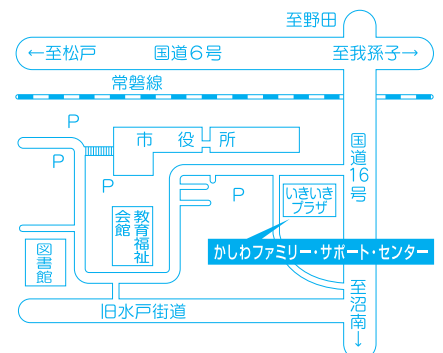 至野田
←至松戸
国道6号
至我孫子→
常磐線
P
市役所
P
P
国道16号
P
いきいき
プラザ
教育福祉
会館
かしわファミリー・サポート・センター
図書館
至沼南→
旧水戸街道